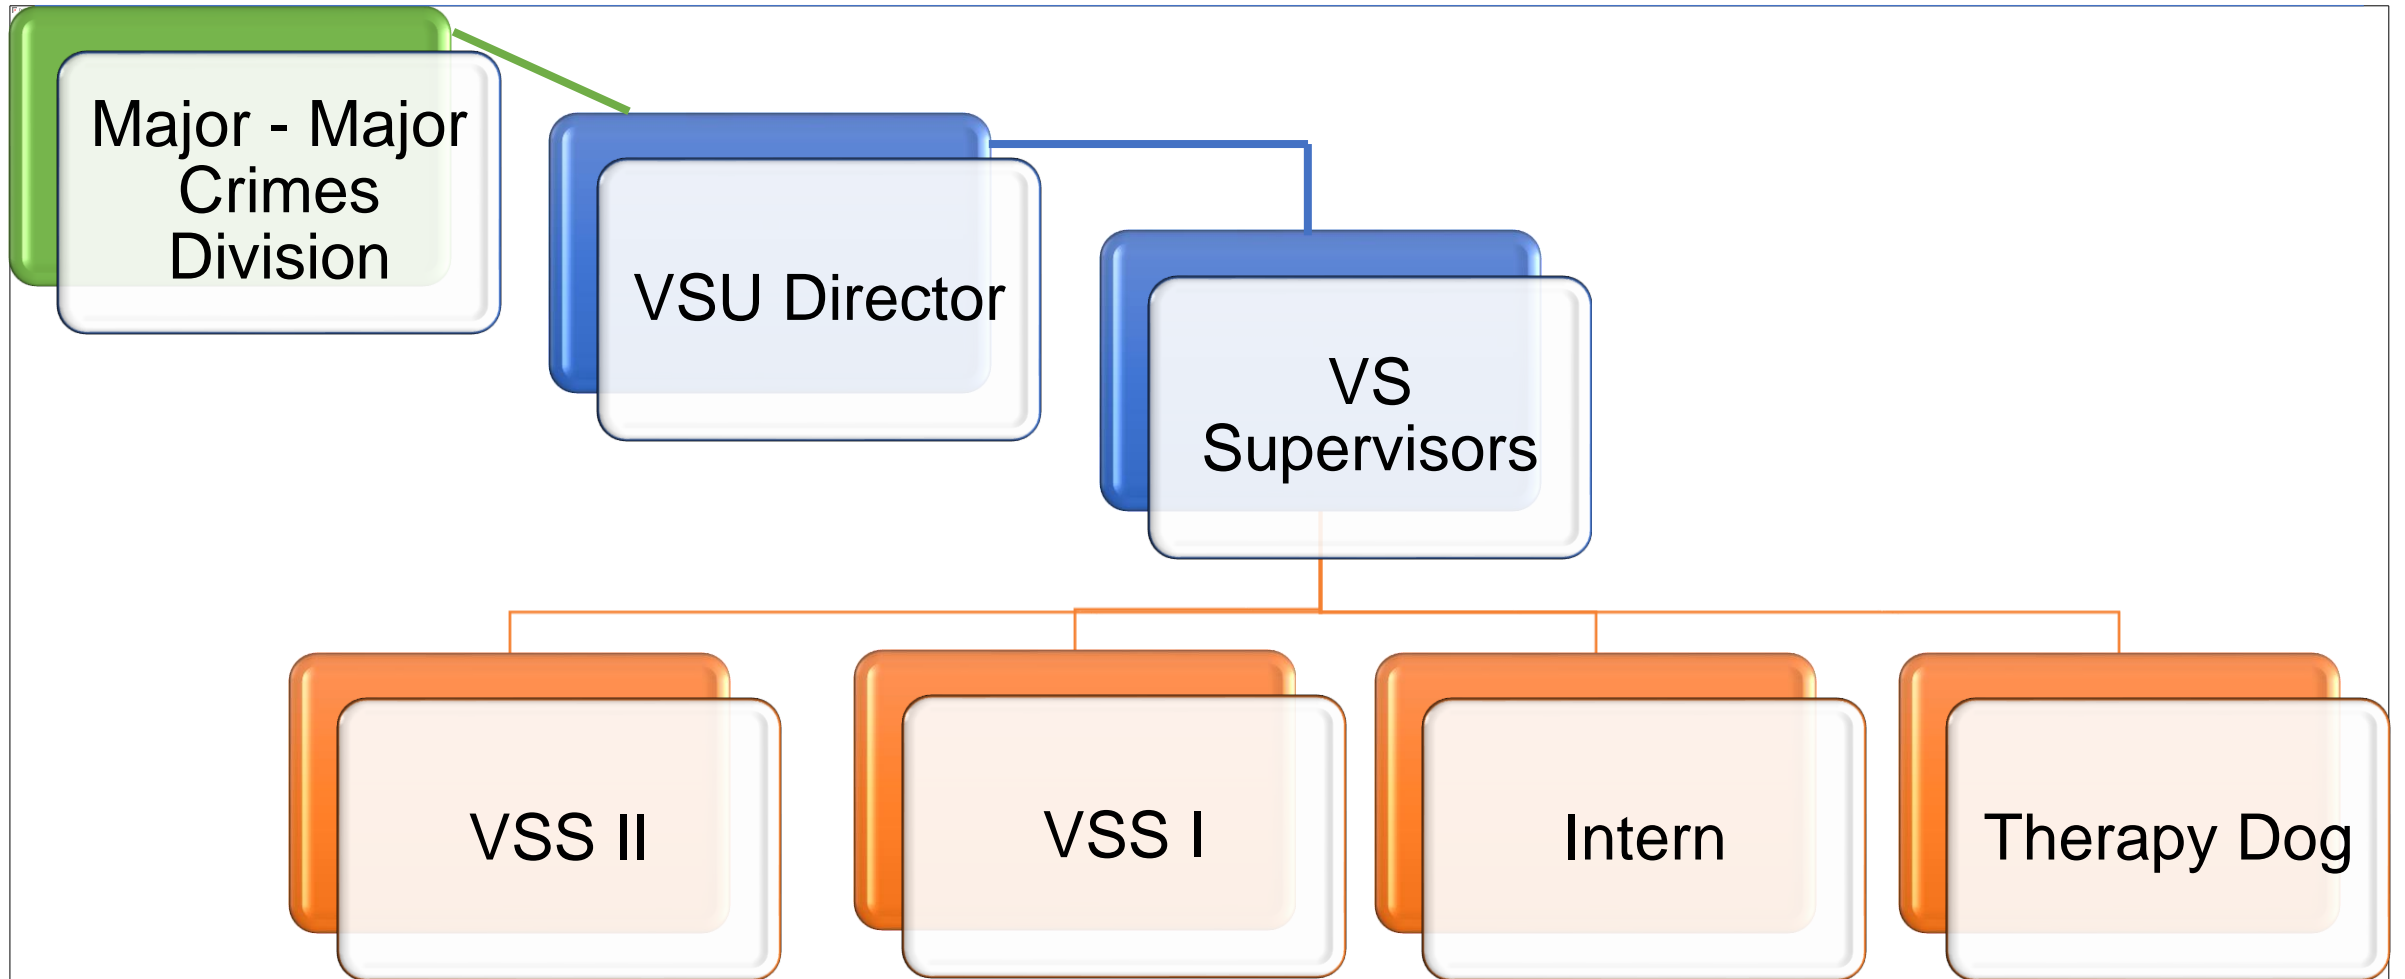 Major - Major
Crimes
Division
VSU Director
VS
Supervisors
VSS II
VSS I
Intern
Therapy Dog